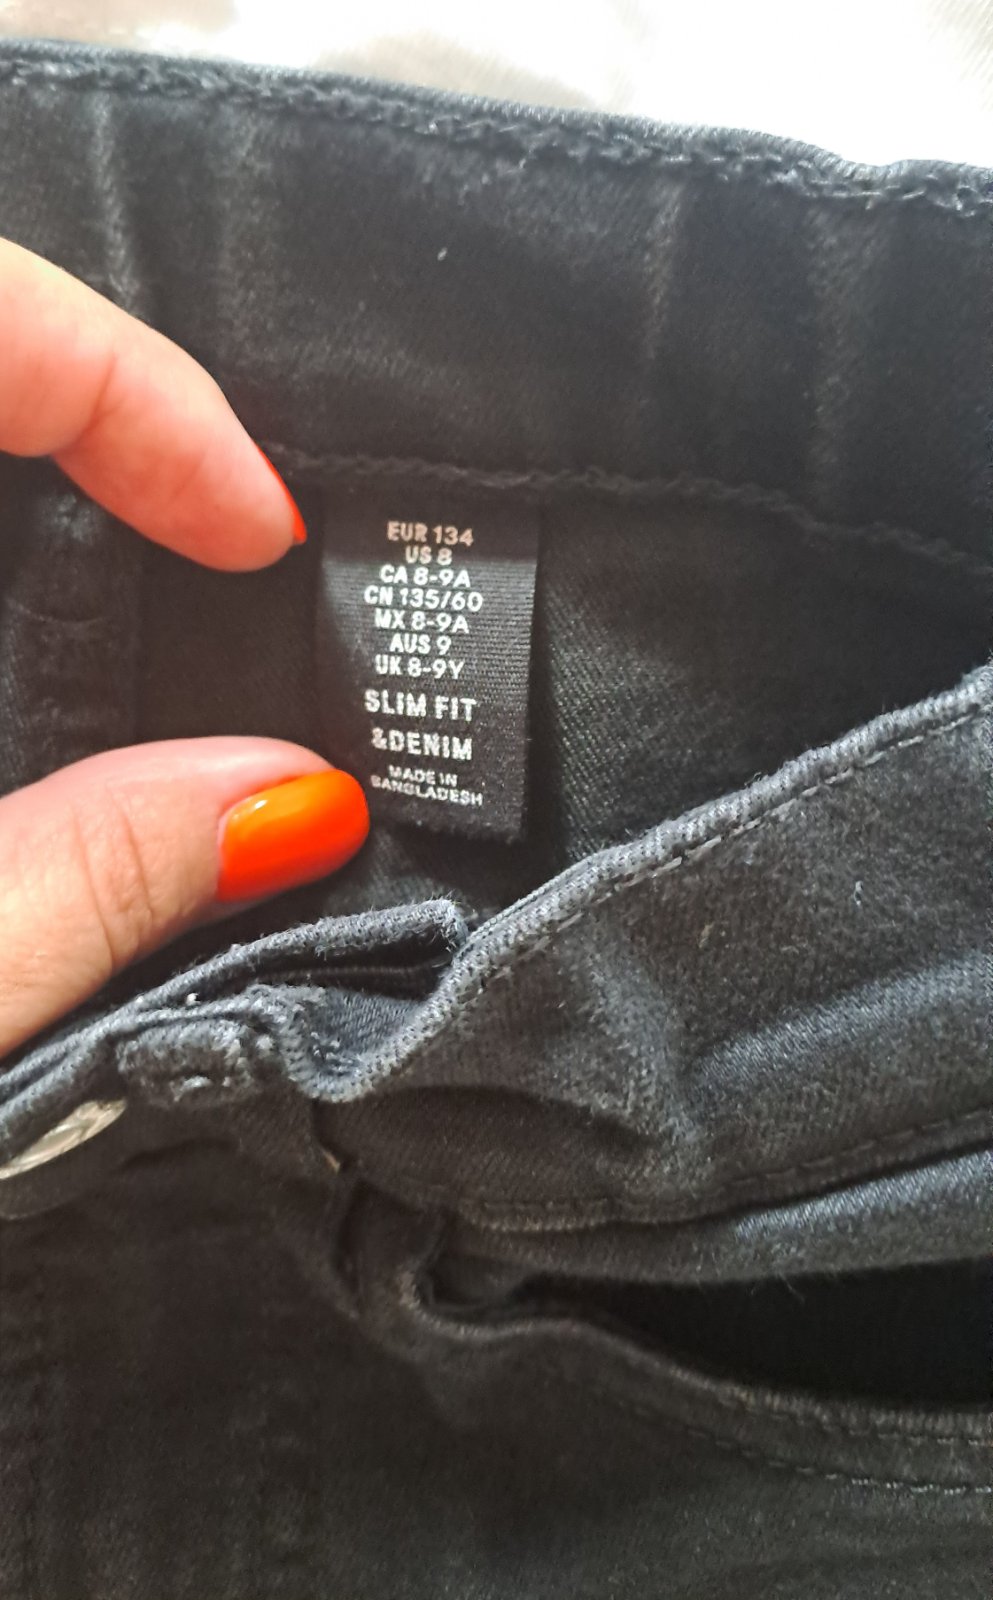 EUR 134
US 8
CA 8-9A
CN 135/60
MX 8-9A
AUS 9
UK 8-9Y
SLIM FIT
&DENIM
MADE IN
BANGLADESH